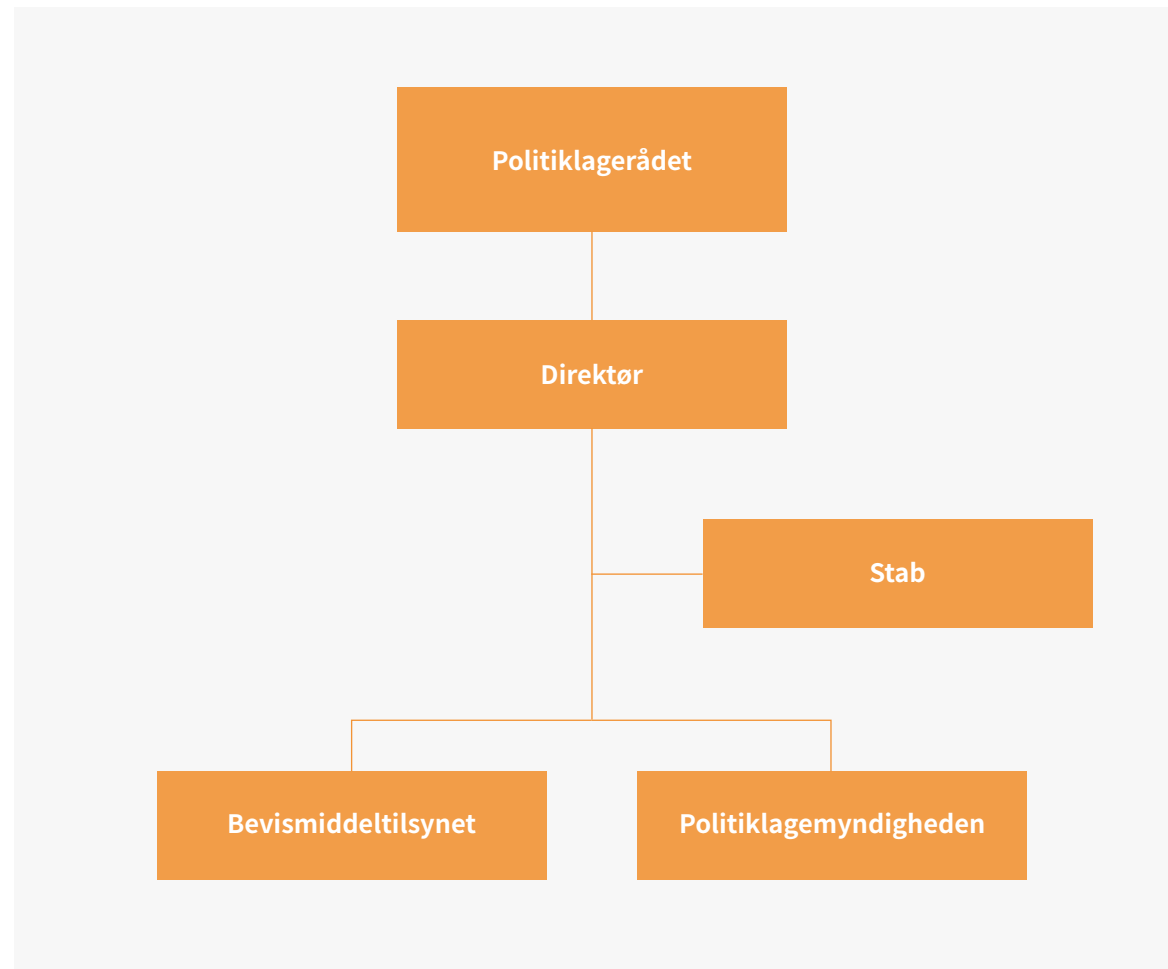 Politiklagerådet
Direktør
Stab
Bevismiddeltilsynet
Politiklagemyndigheden